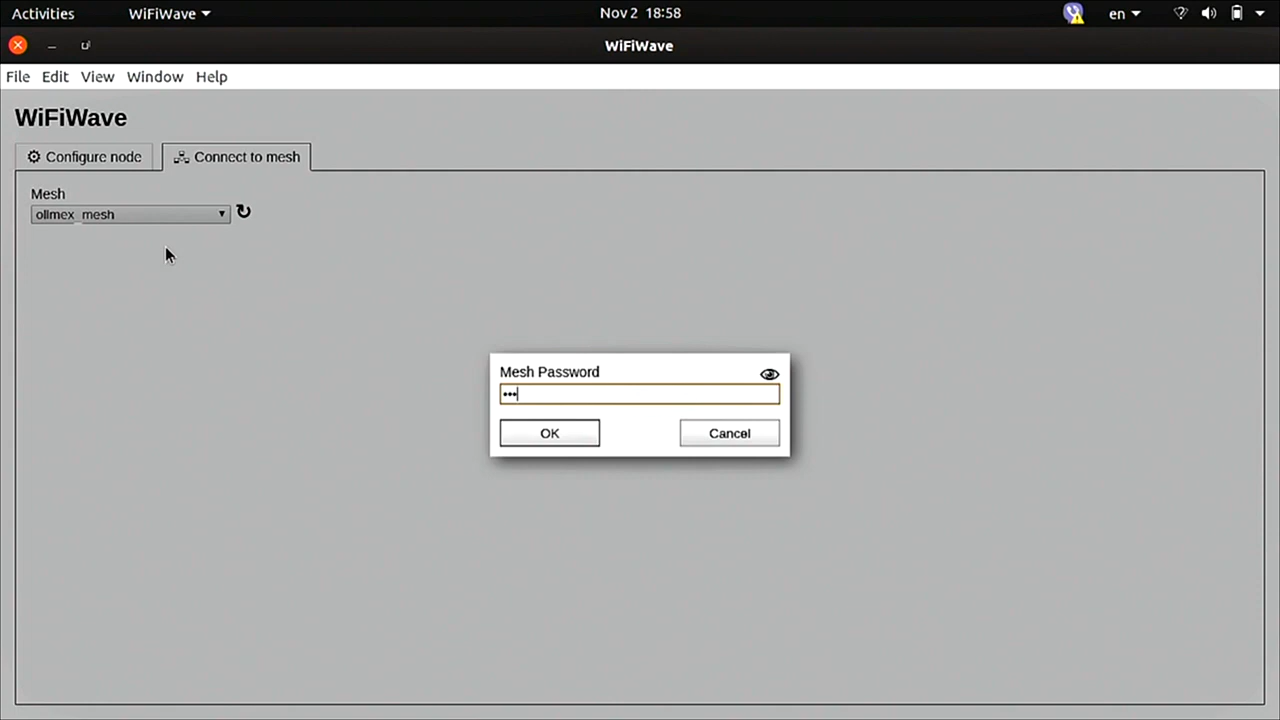 Activities WiFiWave Nov 2 18:58 en
WiFiWave
File Edit View Window Help
WiFiWave
Configure node Connect to mesh
Mesh
ollmex_mesh
Mesh Password
•••
OK Cancel